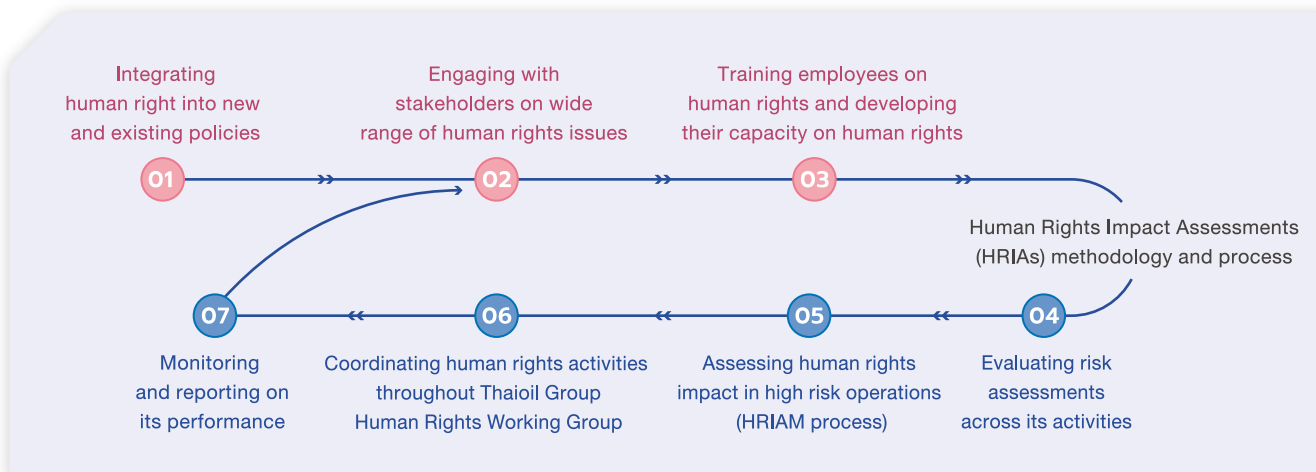 Integrating
human right into new
and existing policies
Engaging with
stakeholders on wide
range of human rights issues
Training employees on
human rights and developing
their capacity on human rights
01
02
03
Human Rights Impact Assessments
(HRIAs) methodology and process
04
Evaluating risk
assessments
across its activities
05
Assessing human rights
impact in high risk operations
(HRIAM process)
06
Coordinating human rights activities
throughout Thaioil Group
Human Rights Working Group
07
Monitoring
and reporting on
its performance